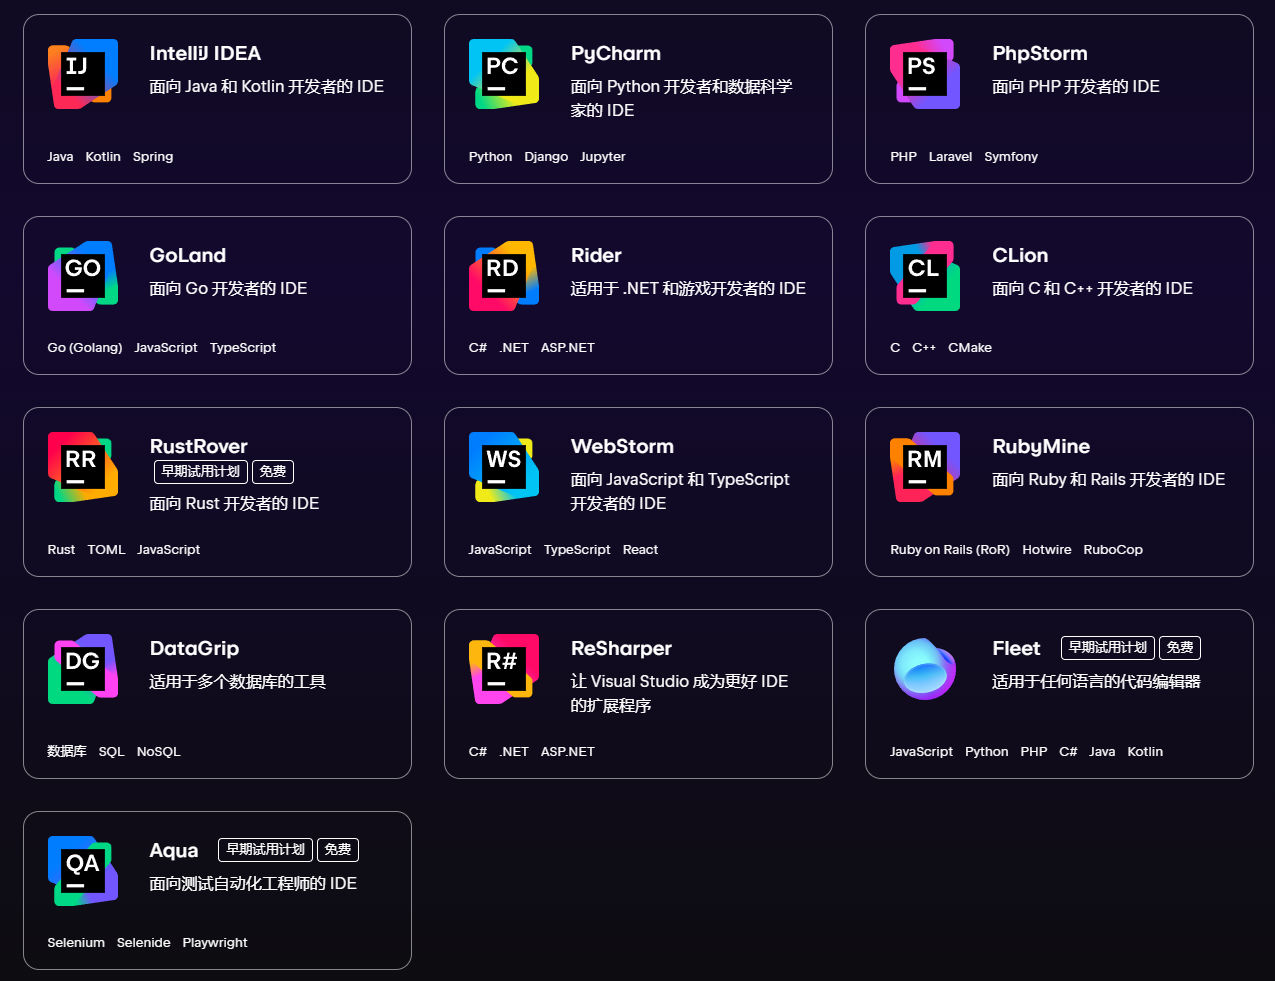 IJ
IntelliJ IDEA
面向 Java 和 Kotlin 开发者的 IDE
Java Kotlin Spring
PC
PyCharm
面向 Python 开发者和数据科学
家的 IDE
Python Django Jupyter
PS
PhpStorm
面向 PHP 开发者的 IDE
PHP Laravel Symfony
GO
GoLand
面向 Go 开发者的 IDE
Go (Golang) JavaScript TypeScript
RD
Rider
适用于 .NET 和游戏开发者的 IDE
C# .NET ASP.NET
CL
CLion
面向 C 和 C++ 开发者的 IDE
C C++ CMake
RR
RustRover
早期试用计划 免费
面向 Rust 开发者的 IDE
Rust TOML JavaScript
WS
WebStorm
面向 JavaScript 和 TypeScript
开发者的 IDE
JavaScript TypeScript React
RM
RubyMine
面向 Ruby 和 Rails 开发者的 IDE
Ruby on Rails (RoR) Hotwire RuboCop
DG
DataGrip
适用于多个数据库的工具
数据库 SQL NoSQL
R#
ReSharper
让 Visual Studio 成为更好 IDE
的扩展程序
C# .NET ASP.NET
Fleet 早期试用计划 免费
适用于任何语言的代码编辑器
JavaScript Python PHP C# Java Kotlin
QA
Aqua 早期试用计划 免费
面向测试自动化工程师的 IDE
Selenium Selenide Playwright